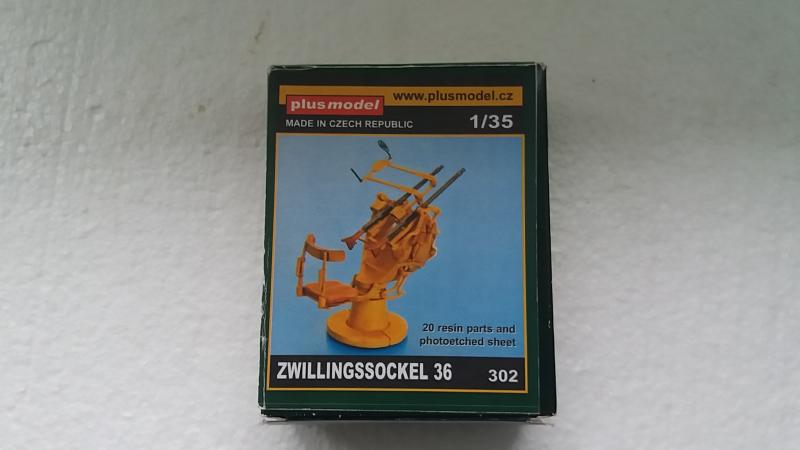 www.plusmodel.cz
plusmodel
MADE IN CZECH REPUBLIC
1/35
20 resin parts and
photoetched sheet
ZWILLINGSSOCKEL 36
302